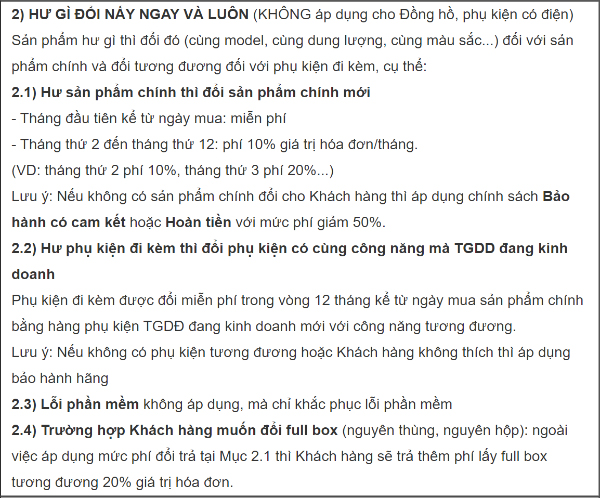 2) HƯ GÌ ĐỔI NẤY NGAY VÀ LUÔN (KHÔNG áp dụng cho Đồng hồ, phụ kiện có điện)
Sản phẩm hư gì thì đổi đó (cùng model, cùng dung lượng, cùng màu sắc...) đối với sản
phẩm chính và đổi tương đương đối với phụ kiện đi kèm, cụ thể:
2.1) Hư sản phẩm chính thì đổi sản phẩm chính mới
- Tháng đầu tiên kể từ ngày mua: miễn phí
- Tháng thứ 2 đến tháng thứ 12: phí 10% giá trị hóa đơn/tháng.
(VD: tháng thứ 2 phí 10%, tháng thứ 3 phí 20%...)
Lưu ý: Nếu không có sản phẩm chính đổi cho Khách hàng thì áp dụng chính sách Bảo
hành có cam kết hoặc Hoàn tiền với mức phí giảm 50%.
2.2) Hư phụ kiện đi kèm thì đổi phụ kiện có cùng công năng mà TGDD đang kinh
doanh
Phụ kiện đi kèm được đổi miễn phí trong vòng 12 tháng kể từ ngày mua sản phẩm chính
bằng hàng phụ kiện TGDĐ đang kinh doanh mới với công năng tương đương.
Lưu ý: Nếu không có phụ kiện tương đương hoặc Khách hàng không thích thì áp dụng
bảo hành hãng
2.3) Lỗi phần mềm không áp dụng, mà chỉ khắc phục lỗi phần mềm
2.4) Trường hợp Khách hàng muốn đổi full box (nguyên thùng, nguyên hộp): ngoài
việc áp dụng mức phí đổi trả tại Mục 2.1 thì Khách hàng sẽ trả thêm phí lấy full box
tương đương 20% giá trị hóa đơn.